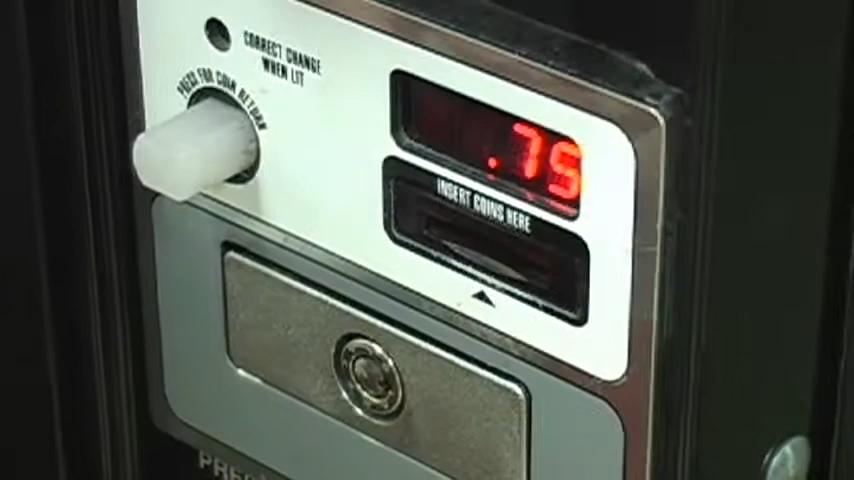 CORRECT CHANGE
WHEN LIT
PRESS FOR COIN RETURN
.75
INSERT COINS HERE